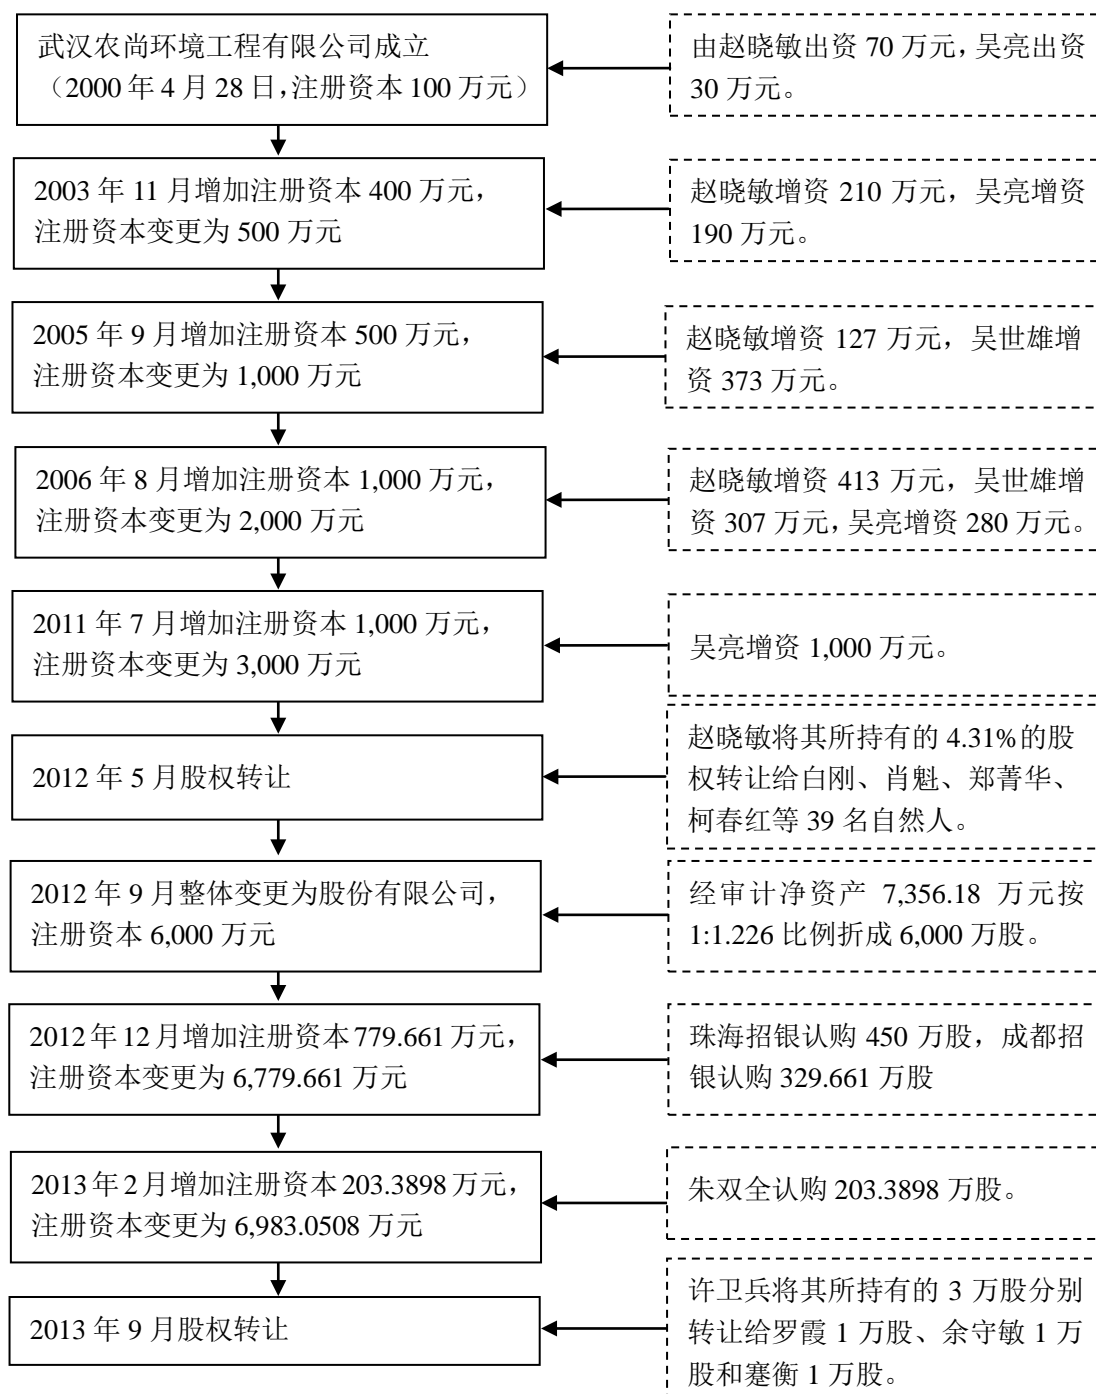 武汉农尚环境工程有限公司成立
（2000 年 4 月 28 日，注册资本 100 万元）
由赵晓敏出资 70 万元，吴亮出资
30 万元。
2003 年 11 月增加注册资本 400 万元，
注册资本变更为 500 万元
赵晓敏增资 210 万元，吴亮增资
190 万元。
2005 年 9 月增加注册资本 500 万元，
注册资本变更为 1,000 万元
赵晓敏增资 127 万元，吴世雄增
资 373 万元。
2006 年 8 月增加注册资本 1,000 万元，
注册资本变更为 2,000 万元
赵晓敏增资 413 万元，吴世雄增
资 307 万元，吴亮增资 280 万元。
2011 年 7 月增加注册资本 1,000 万元，
注册资本变更为 3,000 万元
吴亮增资 1,000 万元。
2012 年 5 月股权转让
赵晓敏将其所持有的 4.31%的股
权转让给白刚、肖魁、郑菁华、
柯春红等 39 名自然人。
2012 年 9 月整体变更为股份有限公司，
注册资本 6,000 万元
经审计净资产 7,356.18 万元按
1:1.226 比例折成 6,000 万股。
2012 年 12 月增加注册资本 779.661 万元，
注册资本变更为 6,779.661 万元
珠海招银认购 450 万股，成都招
银认购 329.661 万股
2013 年 2 月增加注册资本 203.3898 万元，
注册资本变更为 6,983.0508 万元
朱双全认购 203.3898 万股。
2013 年 9 月股权转让
许卫兵将其所持有的 3 万股分别
转让给罗霞 1 万股、余守敏 1 万
股和蹇衡 1 万股。